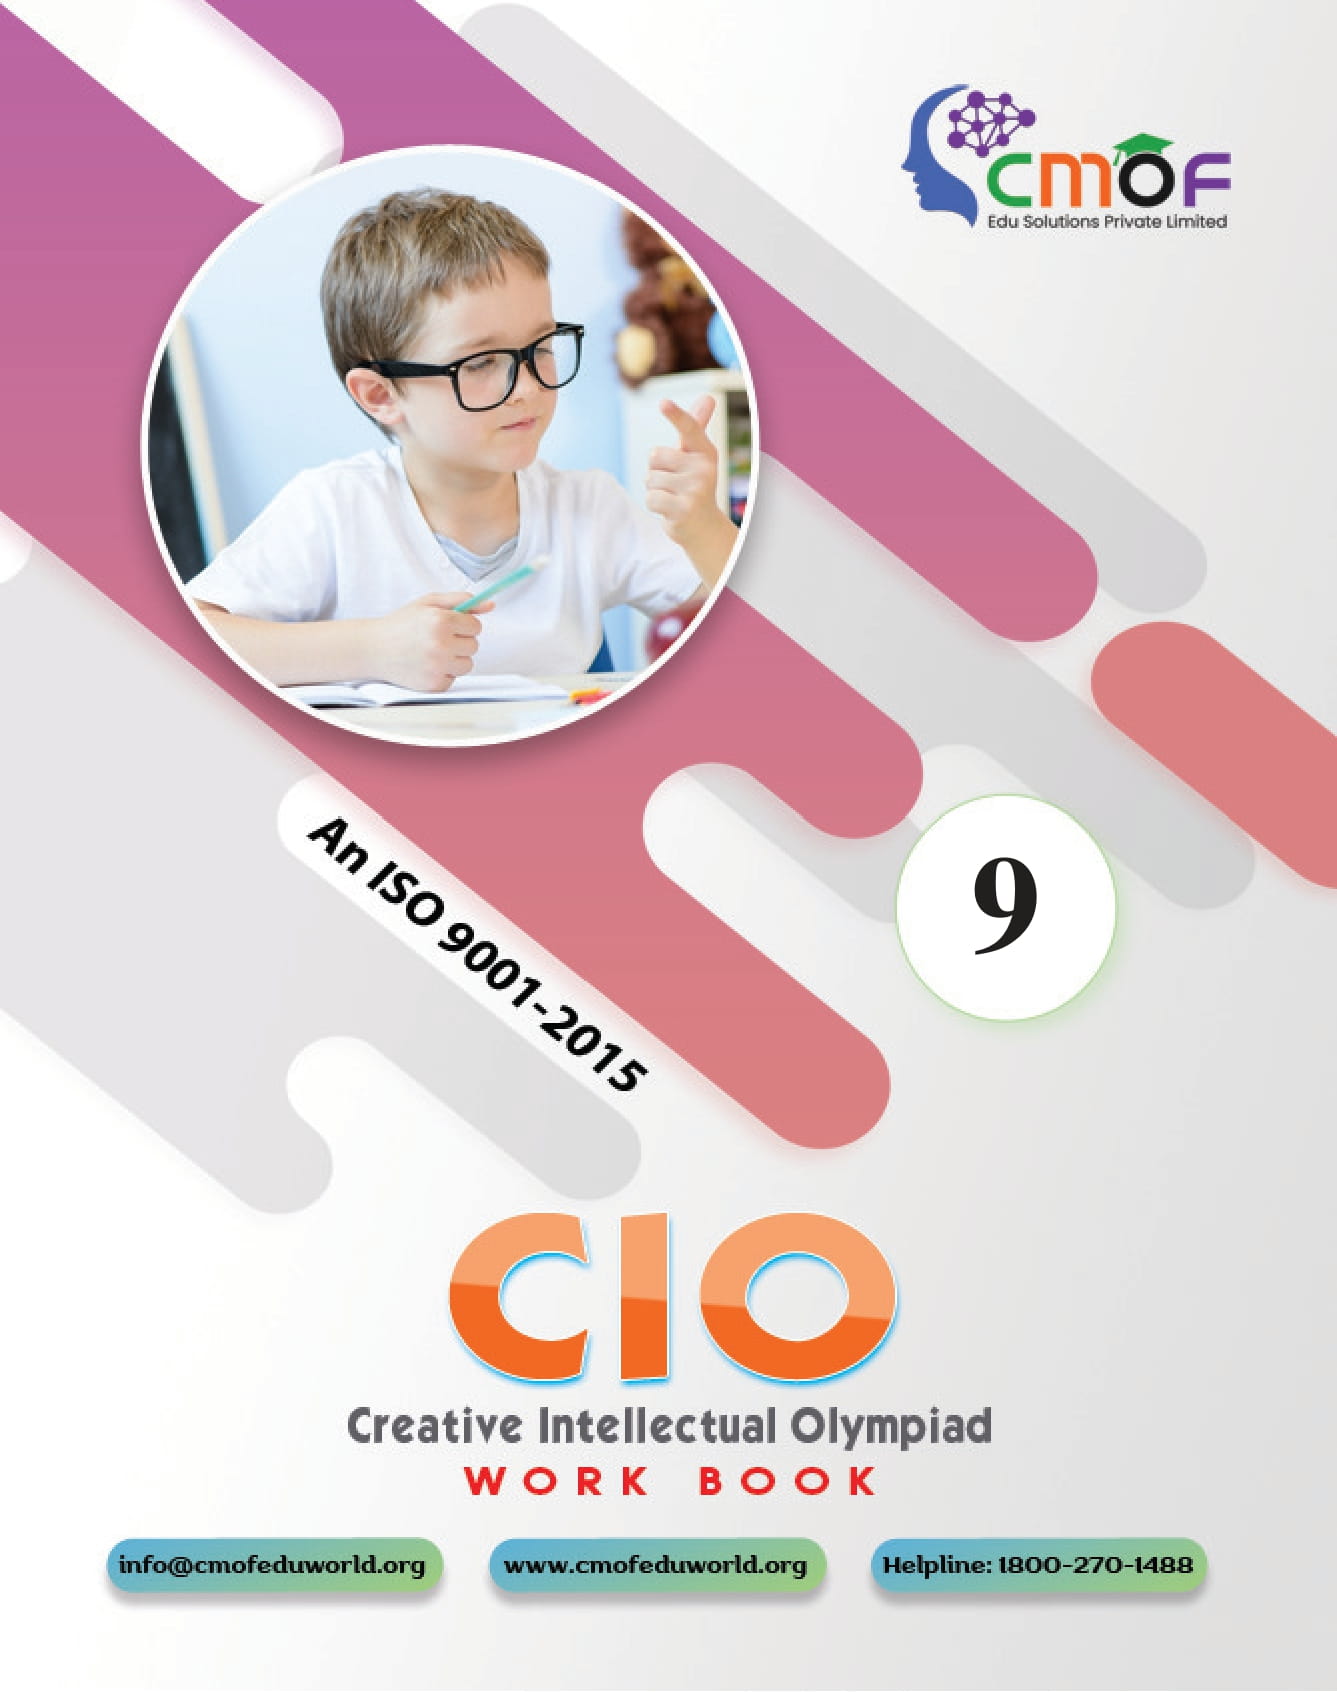 CMOF
Edu Solutions Private Limited
9
An ISO 9001-2015
CIO
Creative Intellectual Olympiad
WORK BOOK
info@cmofeduworld.org
www.cmofeduworld.org
Helpline: 1800-270-1488